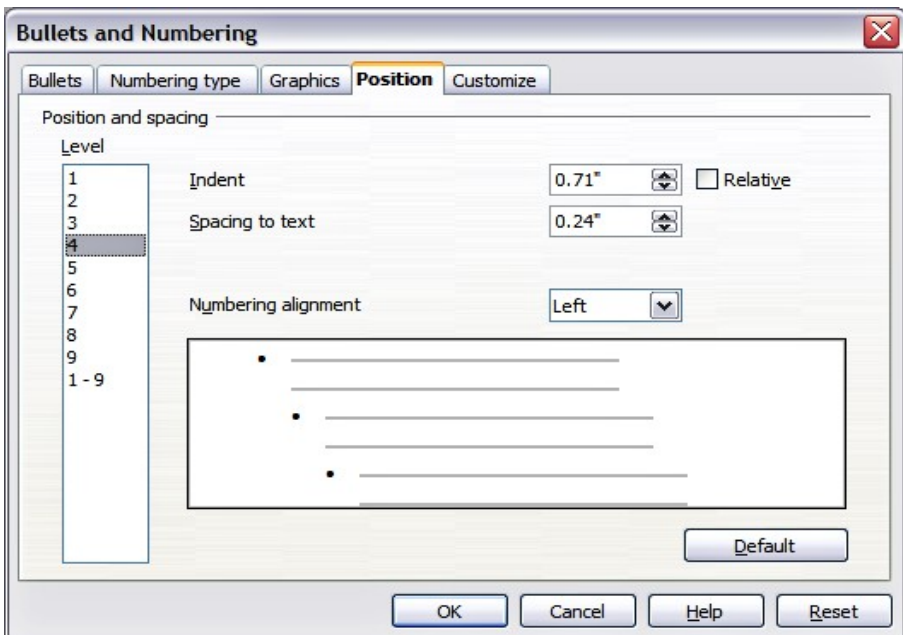 Bullets and Numbering
Bullets Numbering type Graphics Position Customize
Position and spacing
Level
1
2
3
4
5
6
7
8
9
1 - 9
Indent 0.71" Relative
Spacing to text 0.24"
Numbering alignment Left
Default
OK Cancel Help Reset